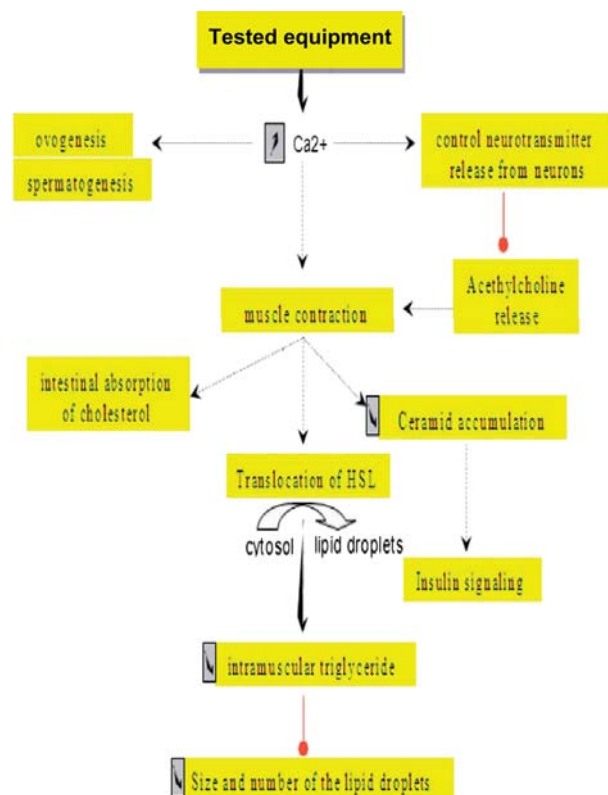 Tested equipment
ovogenesis
spermatogenesis
Ca2+
control neurotransmitter
release from neurons
Acethylcholine
release
muscle contraction
intestinal absorption
of cholesterol
Ceramid accumulation
Translocation of HSL
cytosol lipid droplets
Insulin signaling
intramuscular triglyceride
Size and number of the lipid droplets